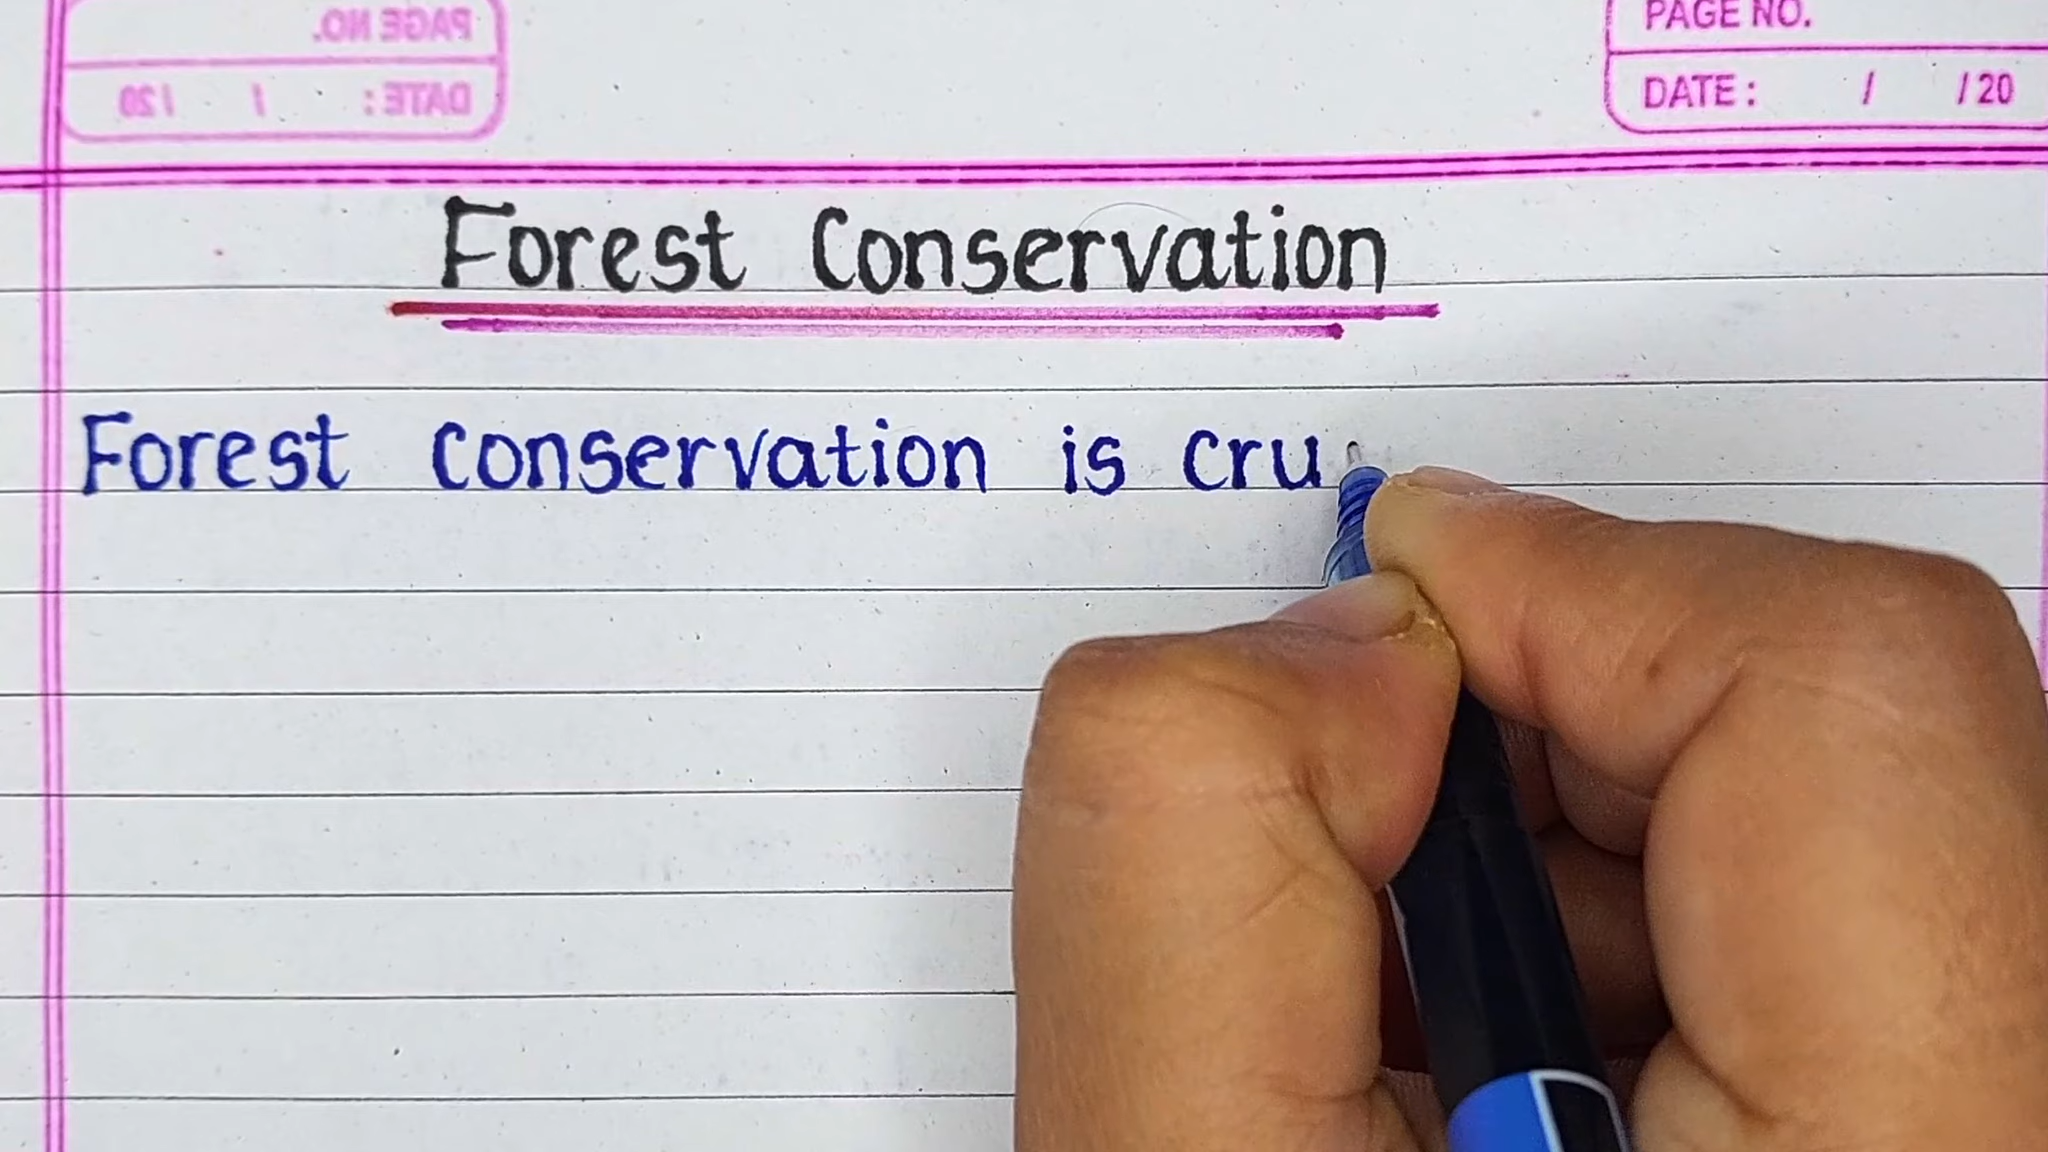 PAGE NO.
DATE : / / 20
PAGE NO.
DATE : / / 20
Forest Conservation
Forest conservation is cru